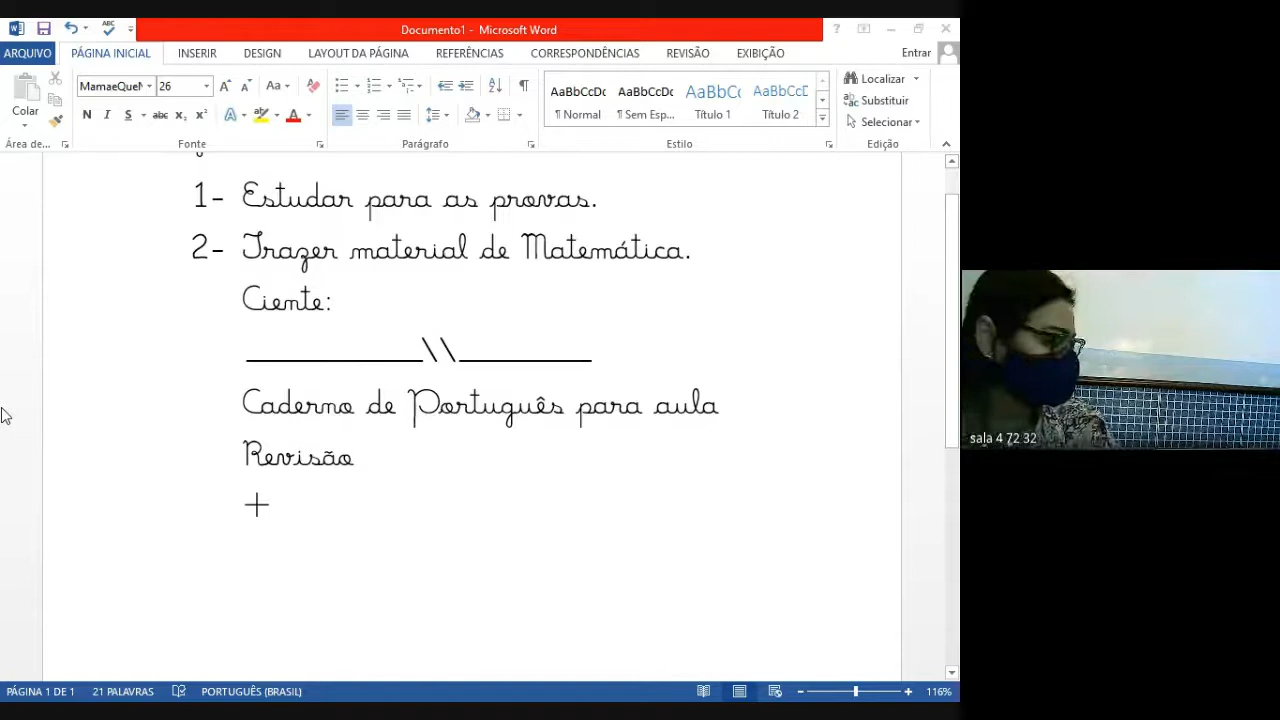 Documento1 - Microsoft Word
ARQUIVO PÁGINA INICIAL INSERIR DESIGN LAYOUT DA PÁGINA REFERÊNCIAS CORRESPONDÊNCIAS REVISÃO EXIBIÇÃO Entrar
Colar
MamaeQueN 26
AaBbCcDc AaBbCcDc AaBbC AaBbCcD
¶ Normal ¶ Sem Esp... Título 1 Título 2
Localizar
Substituir
Selecionar
Área de... Fonte Parágrafo Estilo Edição
1- Estudar para as provas.
2- Trazer material de Matemática.
Ciente:
____________\\_________
Caderno de Português para aula
Revisão
+
sala 4 72 32
PÁGINA 1 DE 1 21 PALAVRAS PORTUGUÊS (BRASIL) 116%